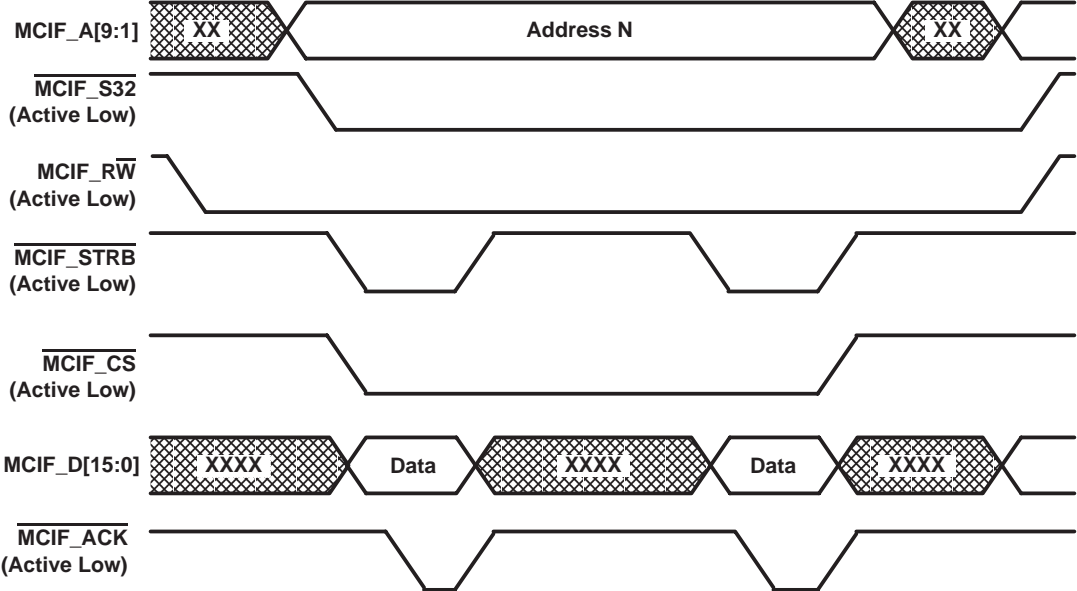 MCIF_A[9:1]
XX
Address N
XX
MCIF_S32
(Active Low)
MCIF_RW
(Active Low)
MCIF_STRB
(Active Low)
MCIF_CS
(Active Low)
MCIF_D[15:0]
XXXX
Data
XXXX
Data
XXXX
MCIF_ACK
(Active Low)